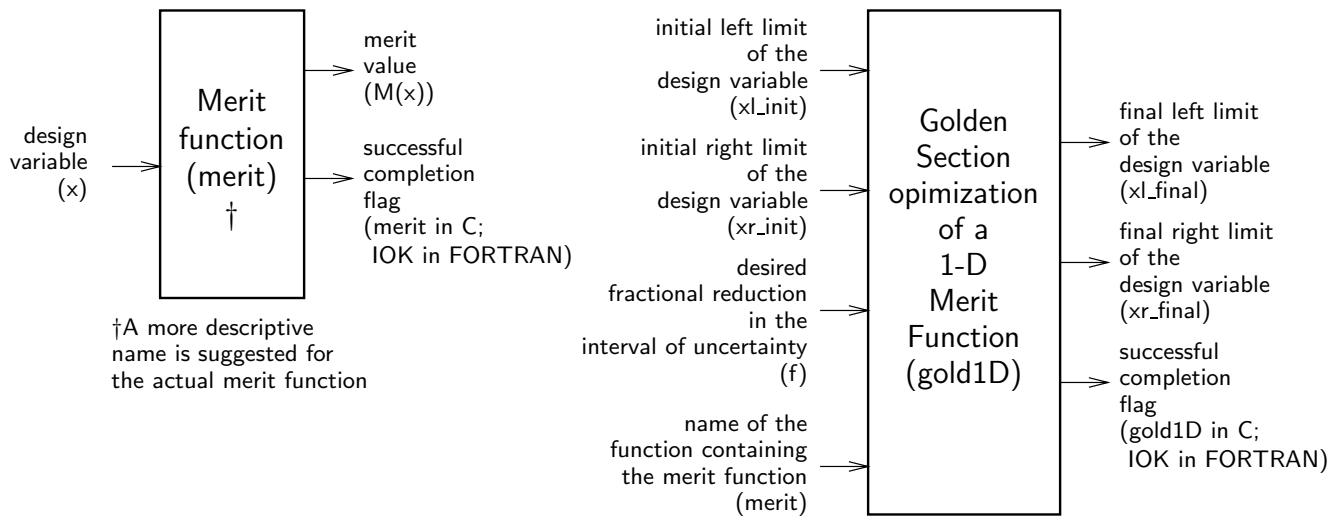 design
variable
(x)
Merit
function
(merit)
†
merit
value
(M(x))
successful
completion
flag
(merit in C;
IOK in FORTRAN)
†A more descriptive
name is suggested for
the actual merit function
initial left limit
of the
design variable
(xl_init)
initial right limit
of the
design variable
(xr_init)
desired
fractional reduction
in the
interval of uncertainty
(f)
name of the
function containing
the merit function
(merit)
Golden
Section
opimization
of a
1-D
Merit
Function
(gold1D)
final left limit
of the
design variable
(xl_final)
final right limit
of the
design variable
(xr_final)
successful
completion
flag
(gold1D in C;
IOK in FORTRAN)